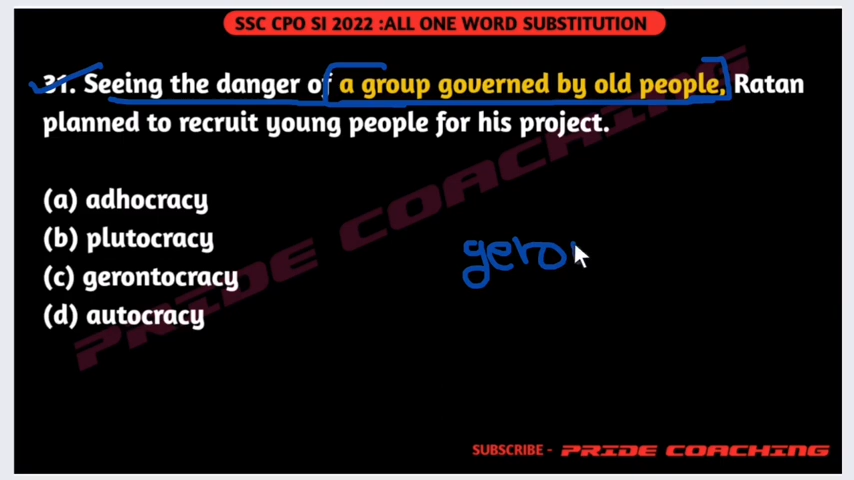 SSC CPO SI 2022 :ALL ONE WORD SUBSTITUTION
31. Seeing the danger of a group governed by old people, Ratan
planned to recruit young people for his project.
(a) adhocracy
(b) plutocracy
(c) gerontocracy
(d) autocracy
geron
PRIDE COACHING
SUBSCRIBE - PRIDE COACHING